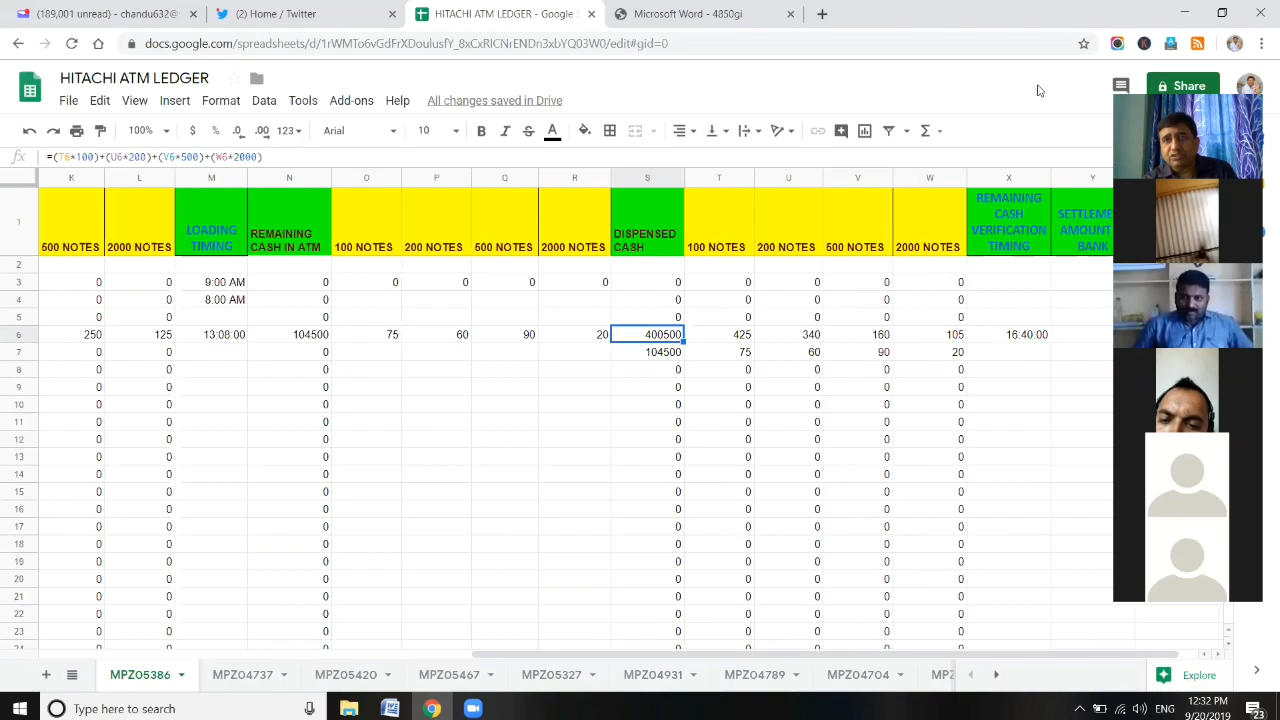 (189,001 unread) - chanrs632@
(2) Home / Twitter
HITACHI ATM LEDGER - Google S
Microsoft Word - 4850gi
HITACHI ATM LEDGER
File Edit View Insert Format Data Tools Add-ons Help All changes saved in Drive
Share
100% $ % .0 .00 123 Arial 10 B I S A
fx =(T6*100)+(U6*200)+(V6*500)+(W6*2000)
K L M N O P Q R S T U V W X Y
1 500 NOTES 2000 NOTES LOADING TIMING REMAINING CASH IN ATM 100 NOTES 200 NOTES 500 NOTES 2000 NOTES DISPENSED CASH 100 NOTES 200 NOTES 500 NOTES 2000 NOTES REMAINING CASH VERIFICATION TIMING SETTLEME AMOUNT BANK
2
3 0 0 9:00 AM 0 0 0 0 0 0 0 0 0 0
4 0 0 8:00 AM 0 0 0 0 0 0
5 0 0 0 0 0 0 0 0
6 250 125 13:08:00 104500 75 60 90 20 400500 425 340 160 105 16:40:00
7 0 0 0 104500 75 60 90 20
8 0 0 0 0 0 0 0 0
9 0 0 0 0 0 0 0 0
10 0 0 0 0 0 0 0 0
11 0 0 0 0 0 0 0 0
12 0 0 0 0 0 0 0 0
13 0 0 0 0 0 0 0 0
14 0 0 0 0 0 0 0 0
15 0 0 0 0 0 0 0 0
16 0 0 0 0 0 0 0 0
17 0 0 0 0 0 0 0 0
18 0 0 0 0 0 0 0 0
19 0 0 0 0 0 0 0 0
20 0 0 0 0 0 0 0 0
21 0 0 0 0 0 0 0 0
22 0 0 0 0 0 0 0 0
23 0 0 0 0 0 0 0 0
MPZ05386 MPZ04737 MPZ05420 MPZ05467 MPZ05327 MPZ04931 MPZ04789 MPZ04704 MPZ Explore
Type here to search
ENG
12:32 PM
9/20/2019
23